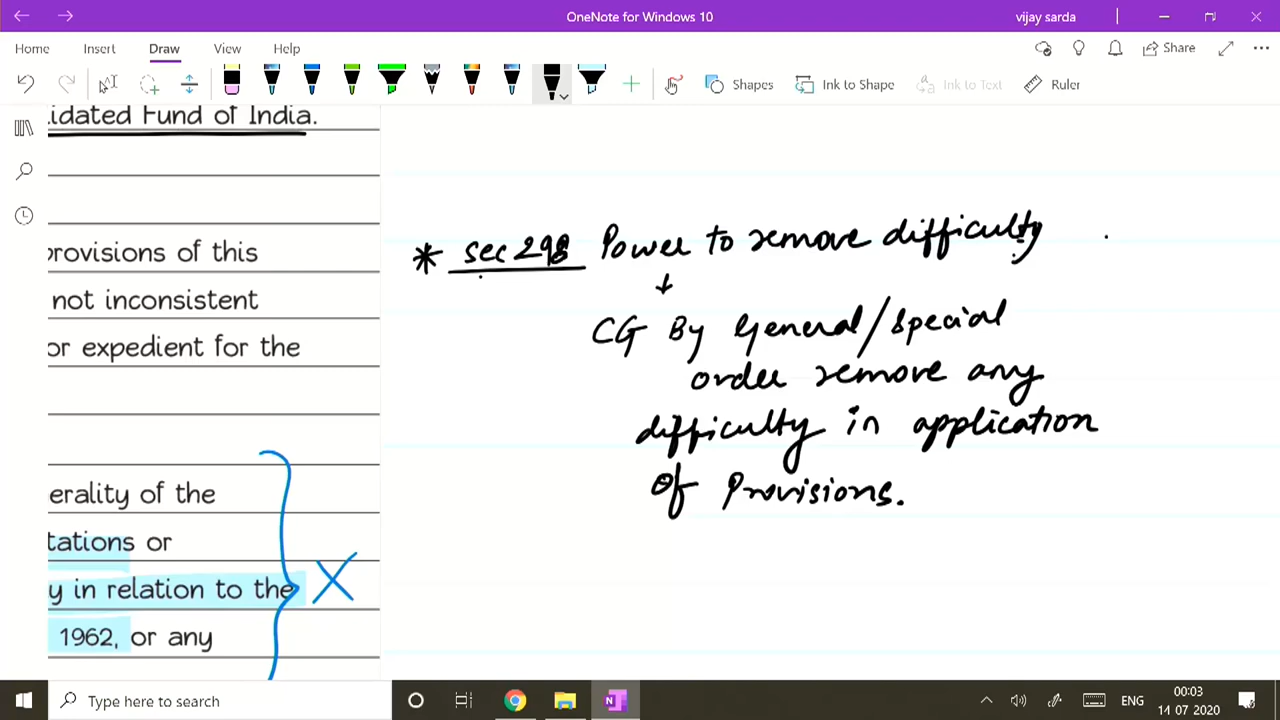 OneNote for Windows 10
vijay sarda
Home Insert Draw View Help
Share
Shapes
Ink to Shape
Ink to Text
Ruler
idated Fund of India.
provisions of this
not inconsistent
or expedient for the
erality of the
tations or
y in relation to the
1962, or any
X
* Sec 298 Power to remove difficulty
↓
CG By General/Special
order remove any
difficulty in application
of Provisions.
Type here to search
ENG
00:03
14-07-2020